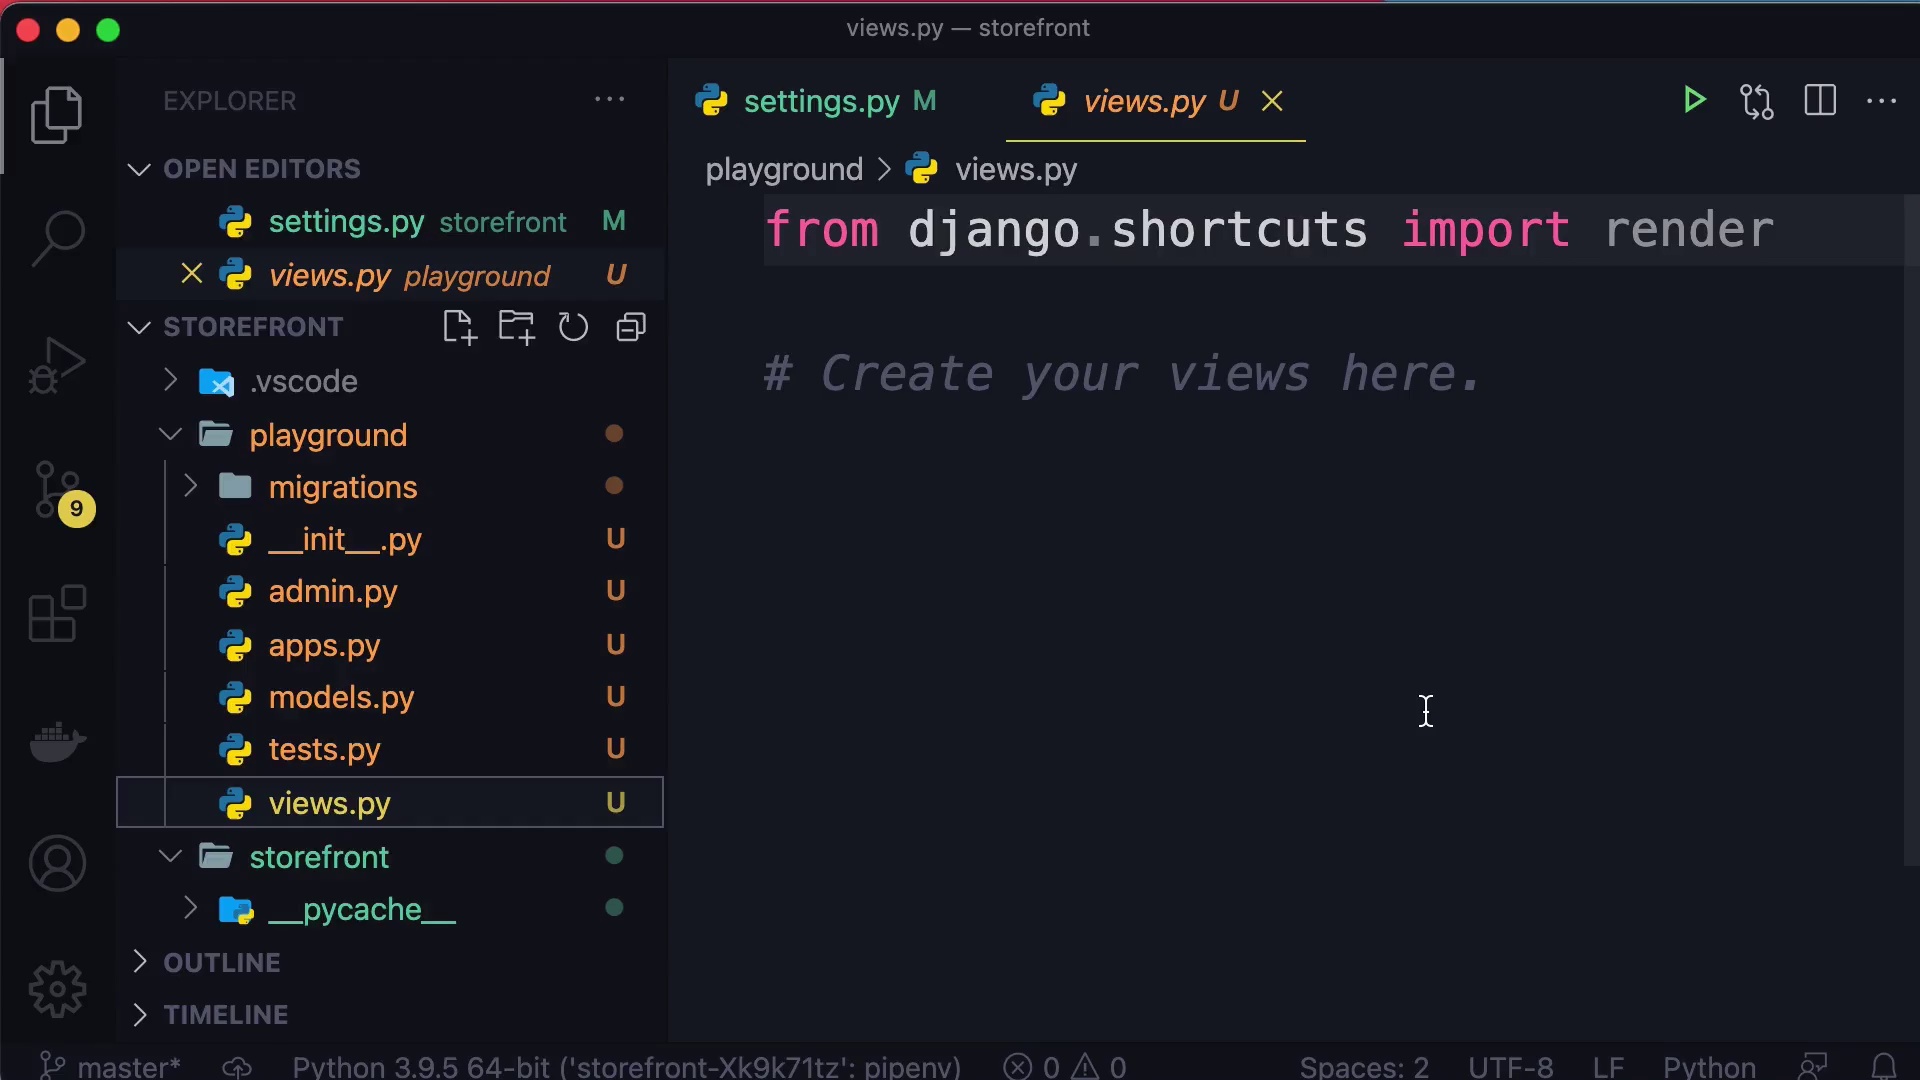 views.py — storefront
EXPLORER
OPEN EDITORS
settings.py storefront M
views.py playground U
STOREFRONT
.vscode
playground
migrations
__init__.py U
admin.py U
apps.py U
models.py U
tests.py U
views.py U
storefront
__pycache__
OUTLINE
TIMELINE
9
settings.py M
views.py U
playground > views.py
from django.shortcuts import render
# Create your views here.
master* Python 3.9.5 64-bit ('storefront-Xk9k71tz': pipenv) 0 0 Spaces: 2 UTF-8 LF Python